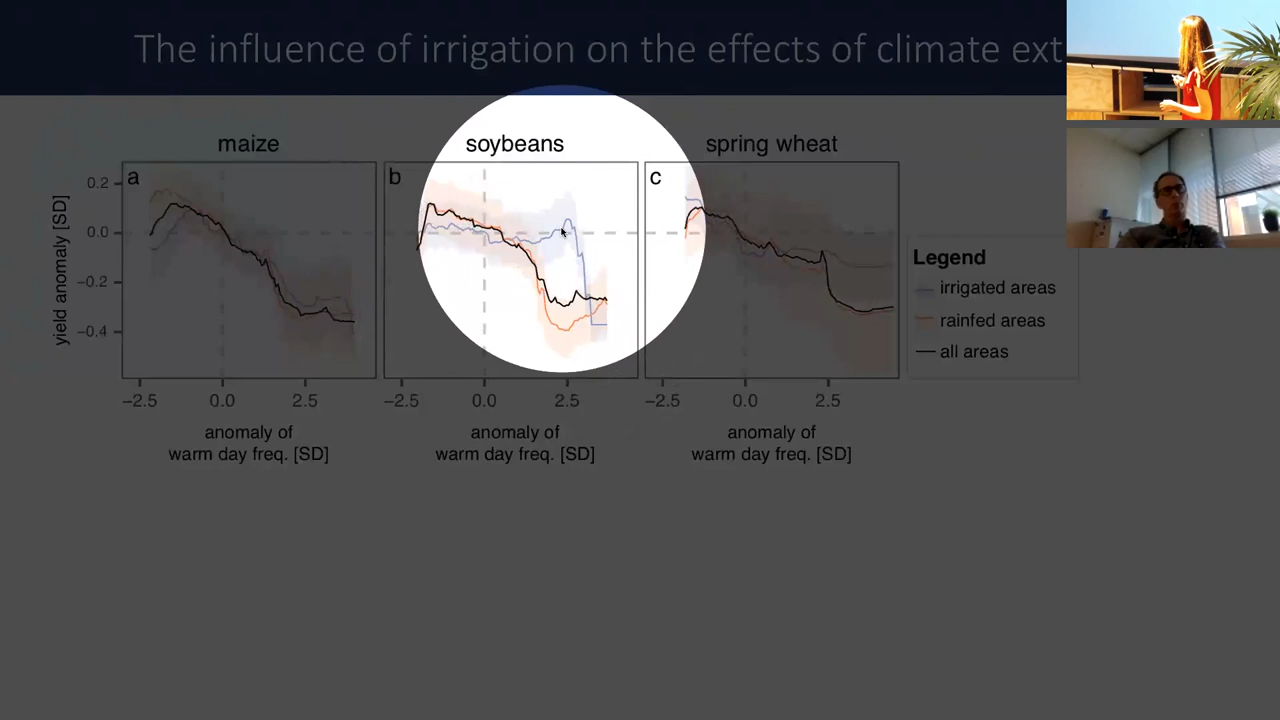 The influence of irrigation on the effects of climate ext
maize
soybeans
spring wheat
a
b
c
yield anomaly [SD]
0.2
0.0
−0.2
−0.4
−2.5
0.0
2.5
−2.5
0.0
2.5
−2.5
0.0
2.5
anomaly of
warm day freq. [SD]
anomaly of
warm day freq. [SD]
anomaly of
warm day freq. [SD]
Legend
irrigated areas
rainfed areas
all areas